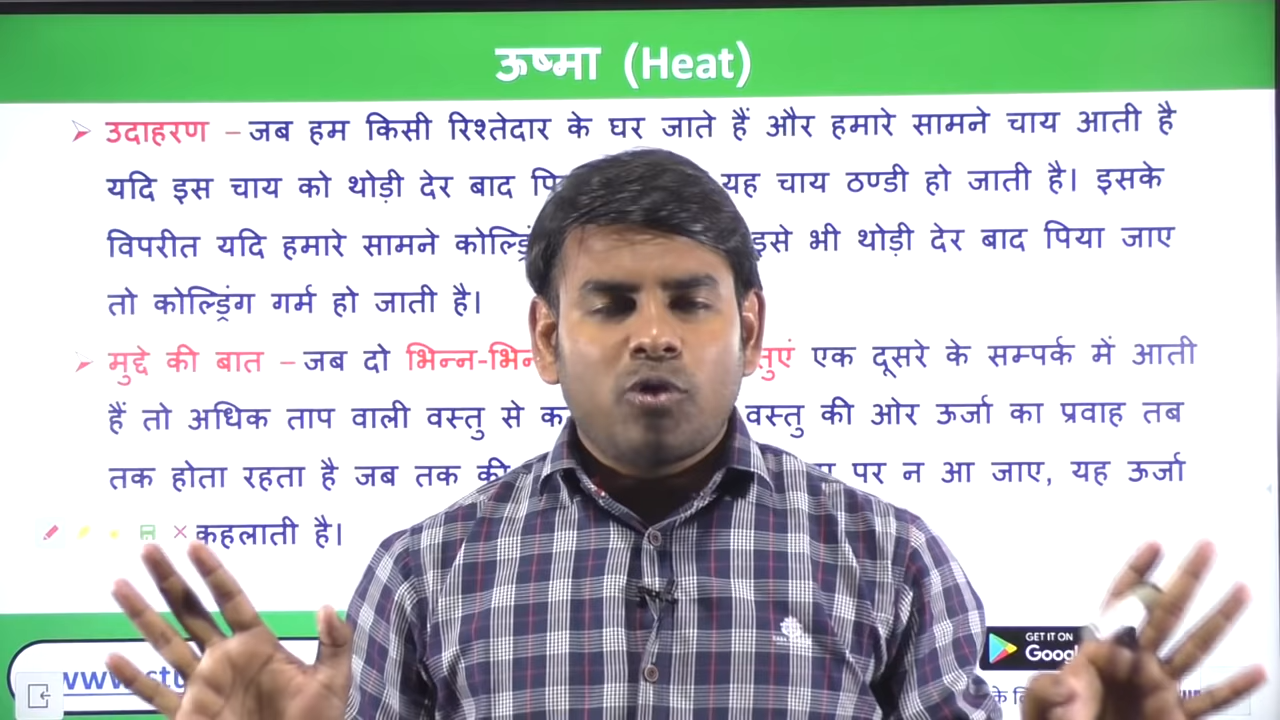 ऊष्मा (Heat)
उदाहरण – जब हम किसी रिश्तेदार के घर जाते हैं और हमारे सामने चाय आती है
यदि इस चाय को थोड़ी देर बाद यह चाय ठण्डी हो जाती है। इसके
विपरीत यदि हमारे सामने इसे भी थोड़ी देर बाद पिया जाए
तो कोल्ड्रिंग गर्म हो जाती है।
मुद्दे की बात – जब दो एक दूसरे के सम्पर्क में आती
हैं तो अधिक ताप वाली वस्तु से वस्तु की ओर ऊर्जा का प्रवाह तब
तक होता रहता है जब तक पर न आ जाए, यह ऊर्जा
कहलाती है।
GET IT ON